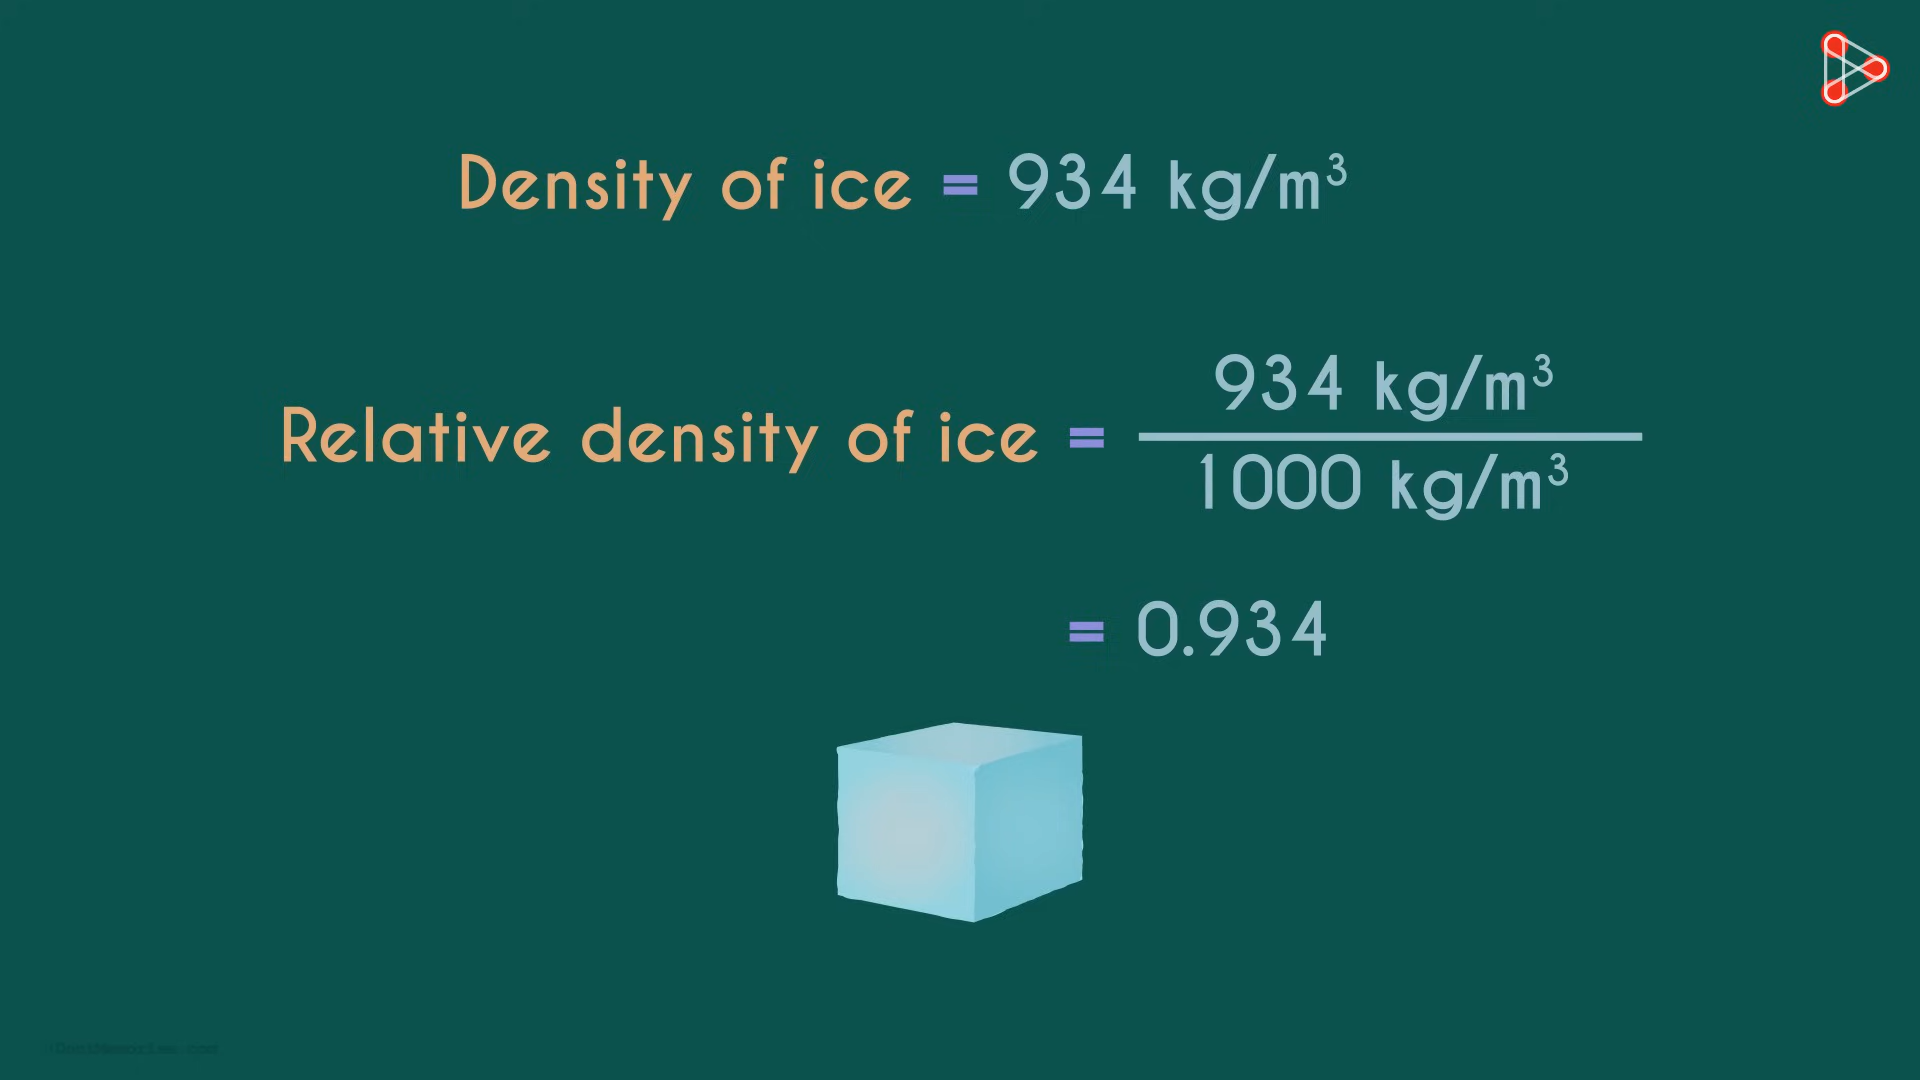 Density of ice = 934 kg/m³
934 kg/m³
Relative density of ice =
1000 kg/m³
= 0.934